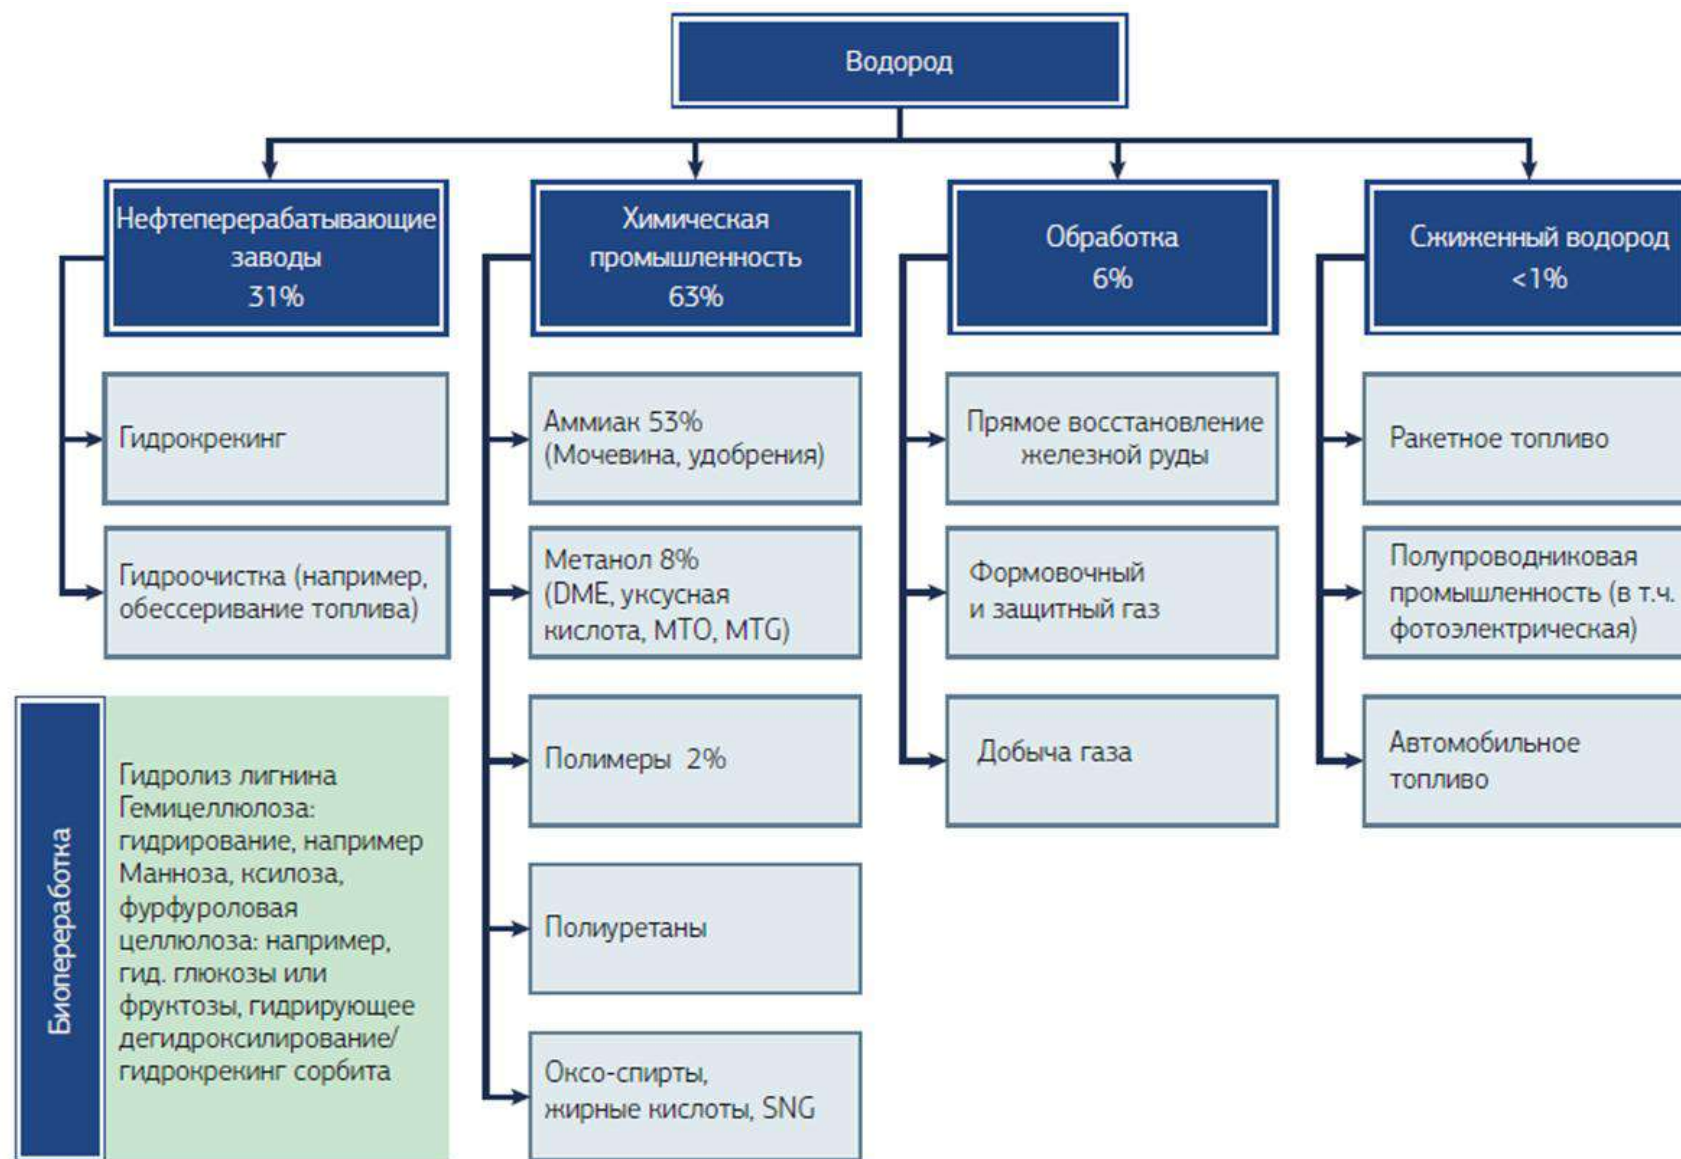 Водород
Нефтеперерабатывающие
заводы
31%
Химическая
промышленность
63%
Обработка
6%
Сжиженный водород
<1%
Гидрокрекинг
Гидроочистка (например,
обессеривание топлива)
Аммиак 53%
(Мочевина, удобрения)
Метанол 8%
(DME, уксусная
кислота, MTO, MTG)
Полимеры 2%
Полиуретаны
Оксо-спирты,
жирные кислоты, SNG
Прямое восстановление
железной руды
Формовочный
и защитный газ
Добыча газа
Ракетное топливо
Полупроводниковая
промышленность (в т.ч.
фотоэлектрическая)
Автомобильное
топливо
Биопереработка
Гидролиз лигнина
Гемицеллюлоза:
гидрирование, например
Манноза, ксилоза,
фурфуроловая
целлюлоза: например,
гид. глюкозы или
фруктозы, гидрирующее
дегидроксилирование/
гидрокрекинг сорбита